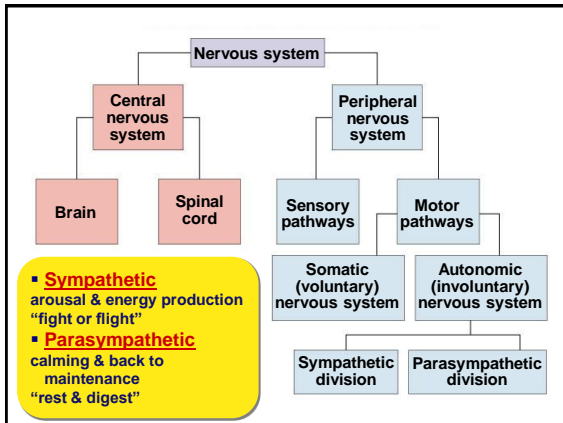 Nervous system
Central
nervous
system
Peripheral
nervous
system
Brain
Spinal
cord
Sensory
pathways
Motor
pathways
Somatic
(voluntary)
nervous system
Autonomic
(involuntary)
nervous system
Sympathetic
division
Parasympathetic
division
▪ Sympathetic
arousal & energy production
“fight or flight”
▪ Parasympathetic
calming & back to
maintenance
“rest & digest”